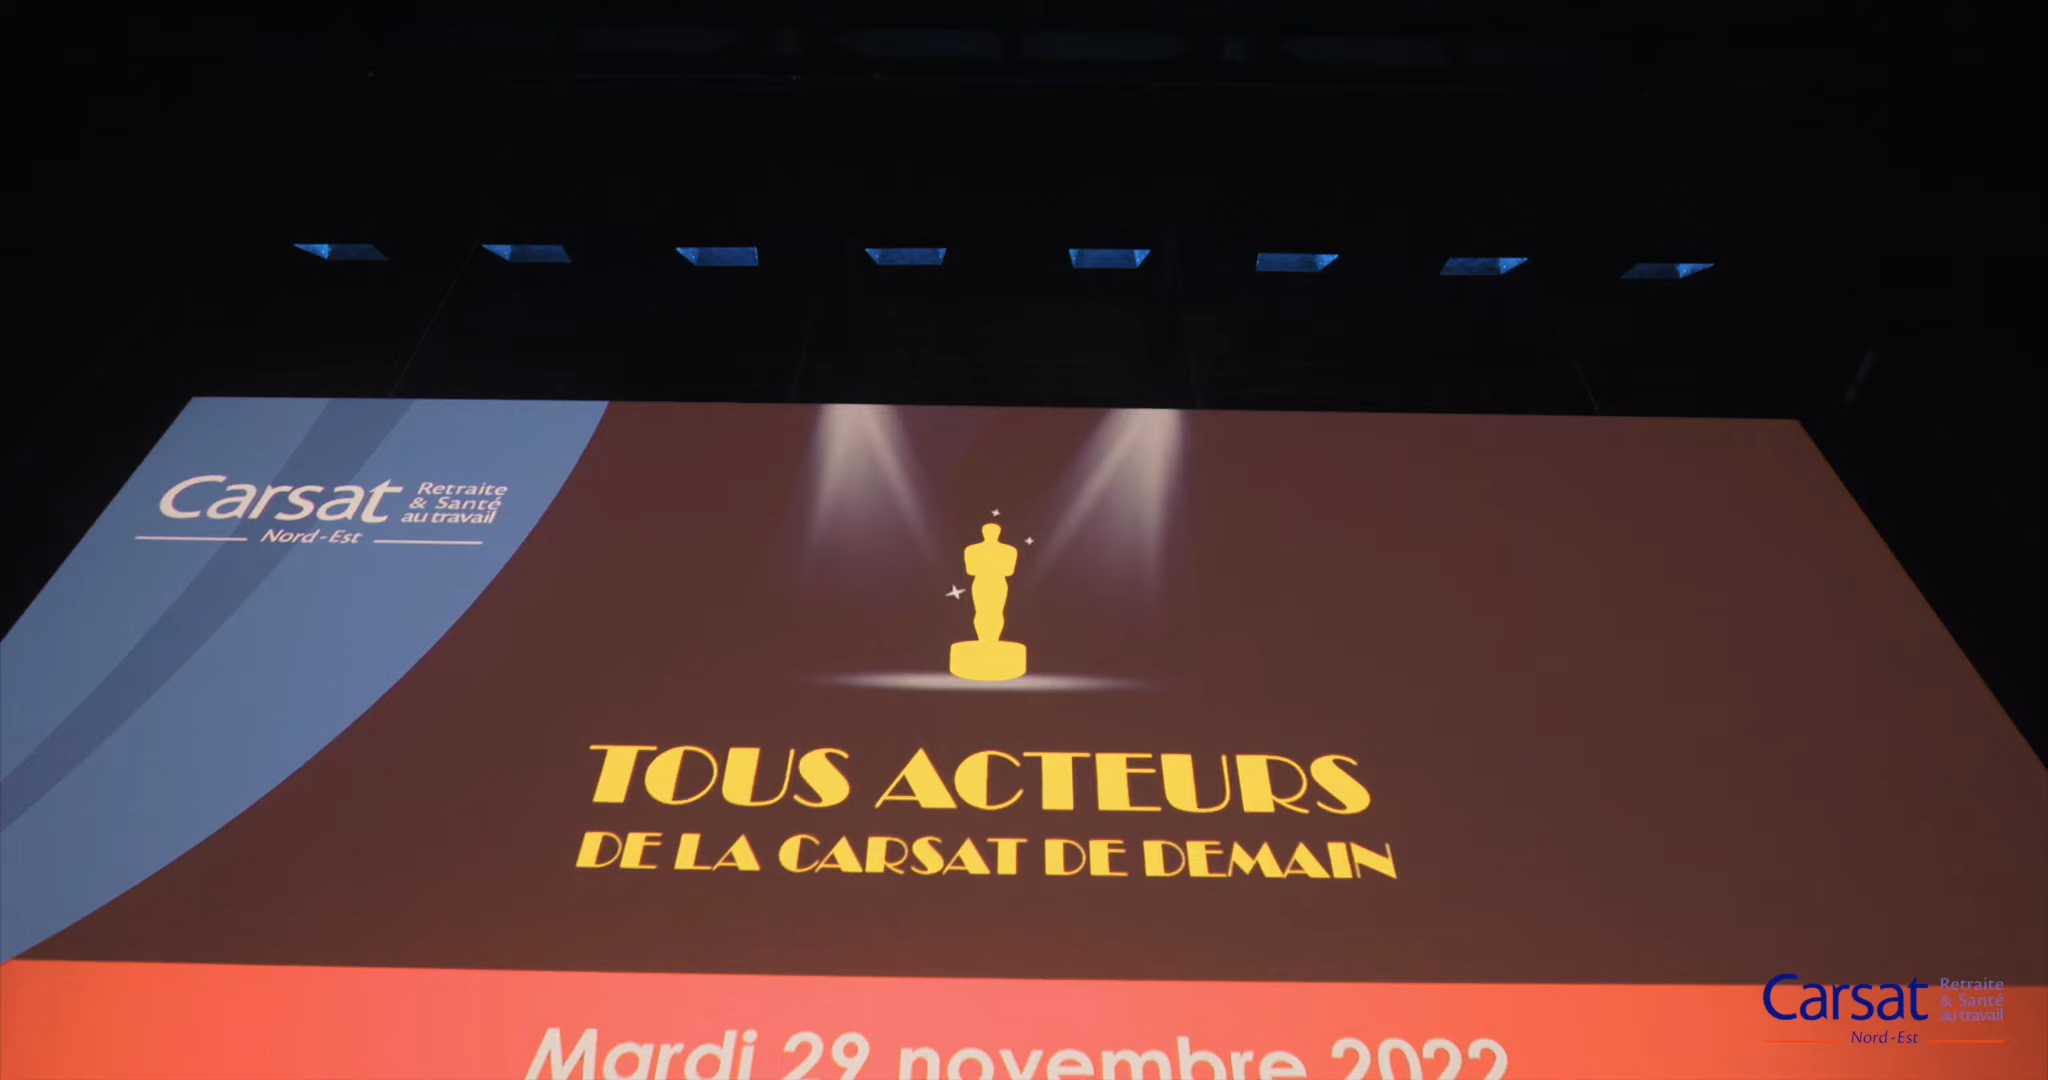 Carsat
Retraite
& Santé
au travail
Nord-Est
TOUS ACTEURS
DE LA CARSAT DE DEMAIN
Mardi 29 novembre 2022
Carsat
Retraite
& Santé
au travail
Nord-Est